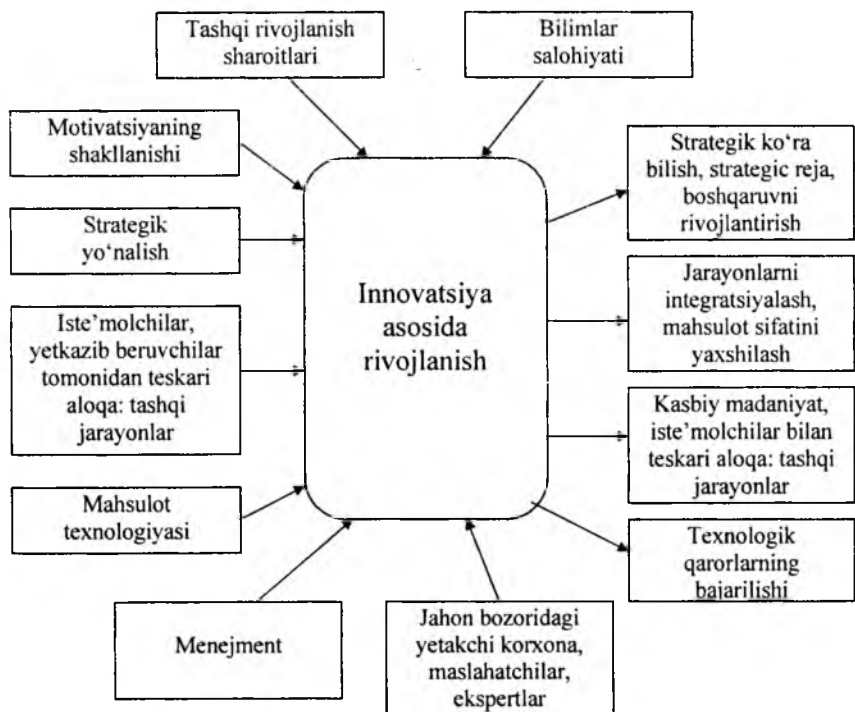 Tashqi rivojlanish
sharoitlari
Bilimlar
salohiyati
Motivatsiyaning
shakllanishi
Strategik
yo‘nalish
Iste’molchilar,
yetkazib beruvchilar
tomonidan teskari
aloqa: tashqi
jarayonlar
Mahsulot
texnologiyasi
Menejment
Innovatsiya
asosida
rivojlanish
Jahon bozoridagi
yetakchi korxona,
maslahatchilar,
ekspertlar
Strategik ko‘ra
bilish, strategic reja,
boshqaruvni
rivojlantirish
Jarayonlarni
integratsiyalash,
mahsulot sifatini
yaxshilash
Kasbiy madaniyat,
iste’molchilar bilan
teskari aloqa: tashqi
jarayonlar
Texnologik
qarorlarning
bajarilishi